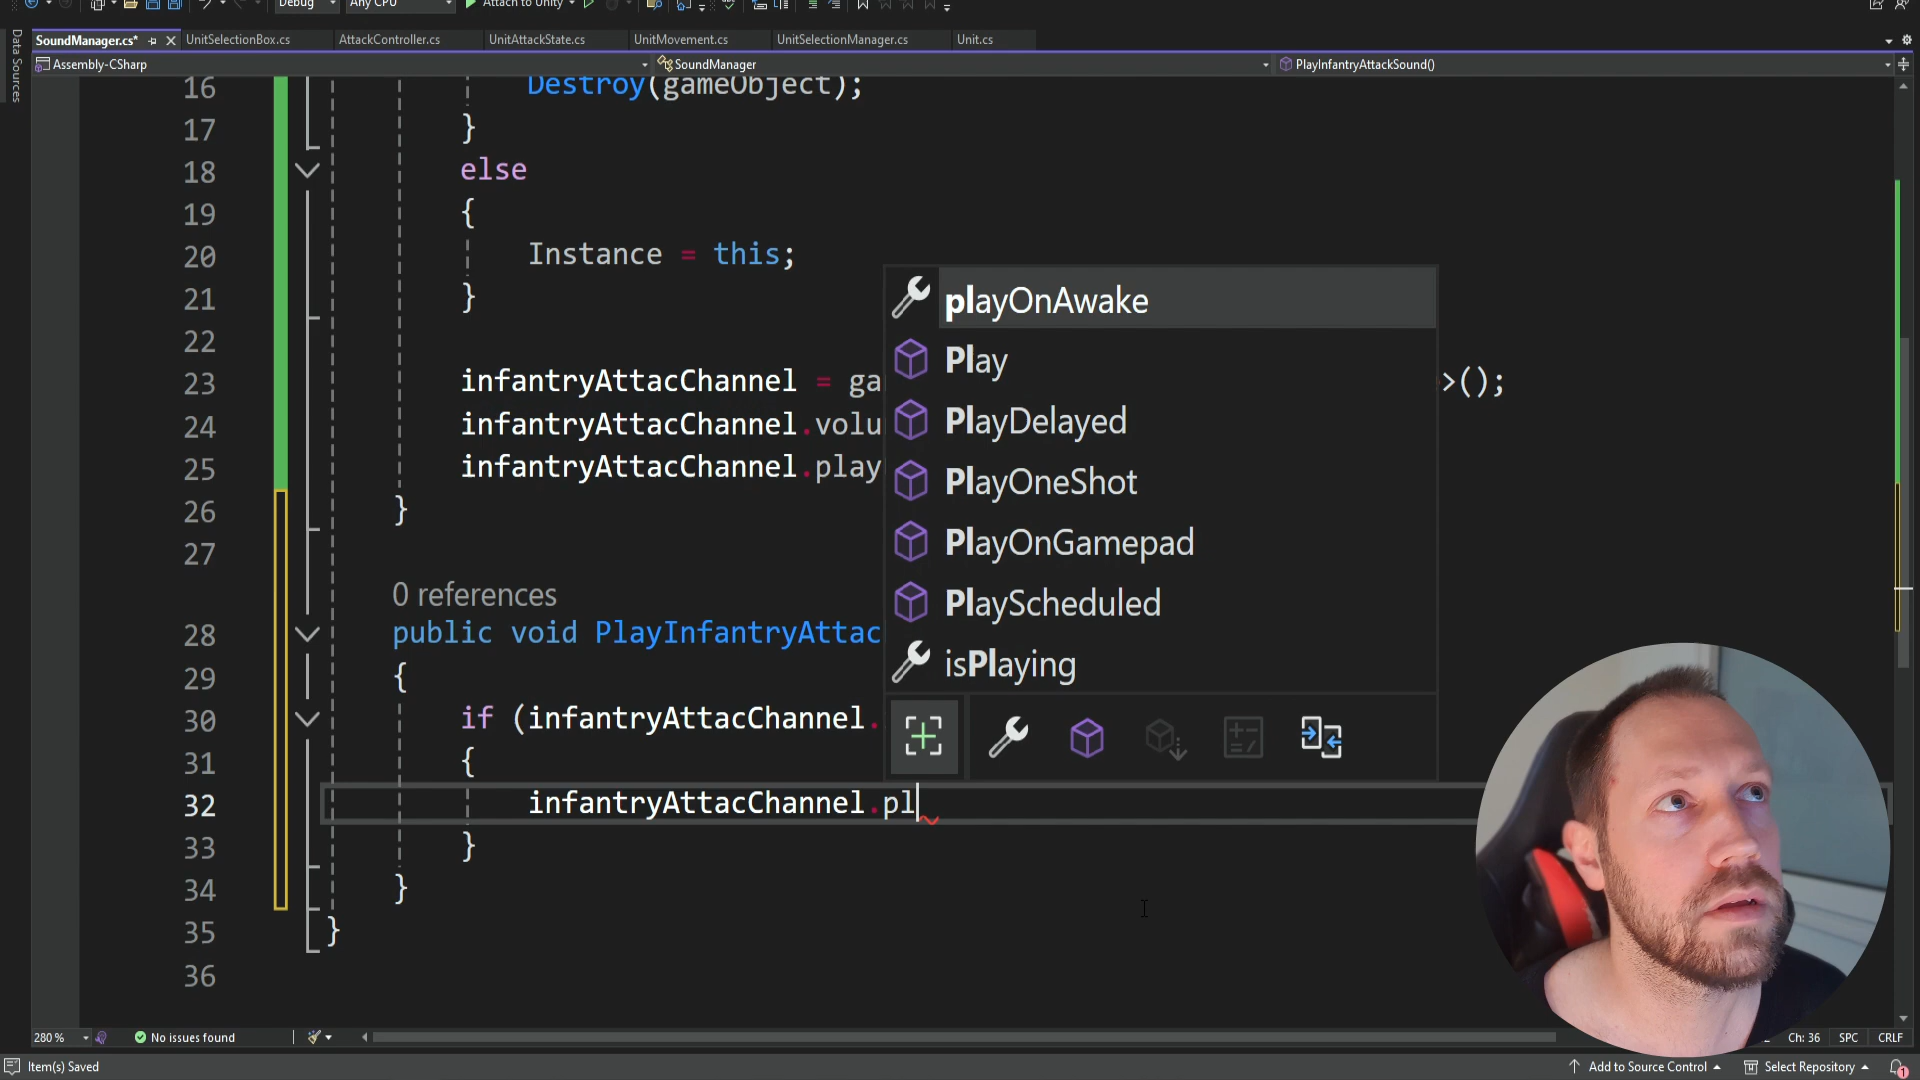 Debug
Any CPU
Attach to Unity
SoundManager.cs*
UnitSelectionBox.cs
AttackController.cs
UnitAttackState.cs
UnitMovement.cs
UnitSelectionManager.cs
Unit.cs
Data Sources
Assembly-CSharp
SoundManager
PlayInfantryAttackSound()
16 Destroy(gameObject);
17 }
18 else
19 {
20 Instance = this;
21 }
22
23 infantryAttacChannel = ga >();
24 infantryAttacChannel.volu
25 infantryAttacChannel.play
26 }
27
0 references
28 public void PlayInfantryAttac
29 {
30 if (infantryAttacChannel.
31 {
32 infantryAttacChannel.pl
33 }
34 }
35 }
36
playOnAwake
Play
PlayDelayed
PlayOneShot
PlayOnGamepad
PlayScheduled
isPlaying
280 %
No issues found
Ch: 36
SPC
CRLF
Item(s) Saved
Add to Source Control
Select Repository
1